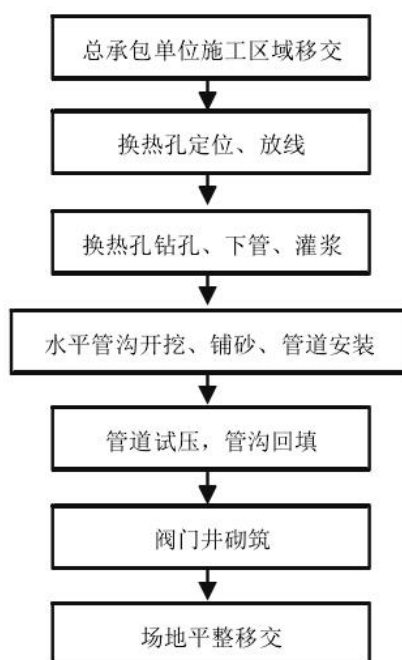 总承包单位施工区域移交
换热孔定位、放线
换热孔钻孔、下管、灌浆
水平管沟开挖、铺砂、管道安装
管道试压，管沟回填
阀门井砌筑
场地平整移交